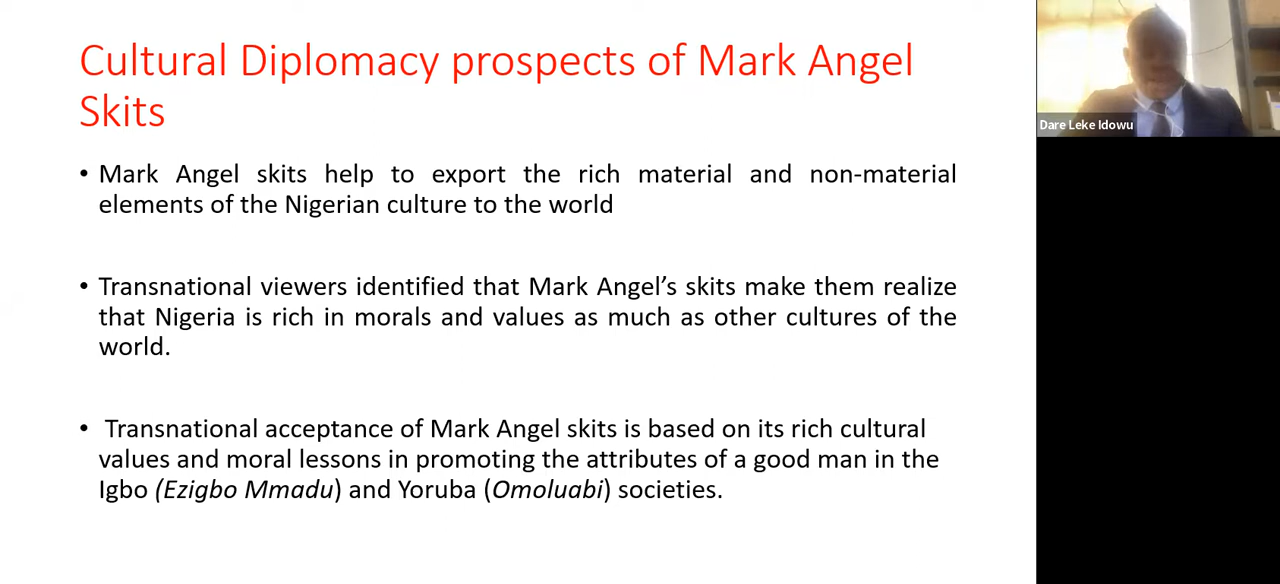 Cultural Diplomacy prospects of Mark Angel
Skits
• Mark Angel skits help to export the rich material and non-material
elements of the Nigerian culture to the world
• Transnational viewers identified that Mark Angel’s skits make them realize
that Nigeria is rich in morals and values as much as other cultures of the
world.
• Transnational acceptance of Mark Angel skits is based on its rich cultural
values and moral lessons in promoting the attributes of a good man in the
Igbo (Ezigbo Mmadu) and Yoruba (Omoluabi) societies.
Dare Leke Idowu